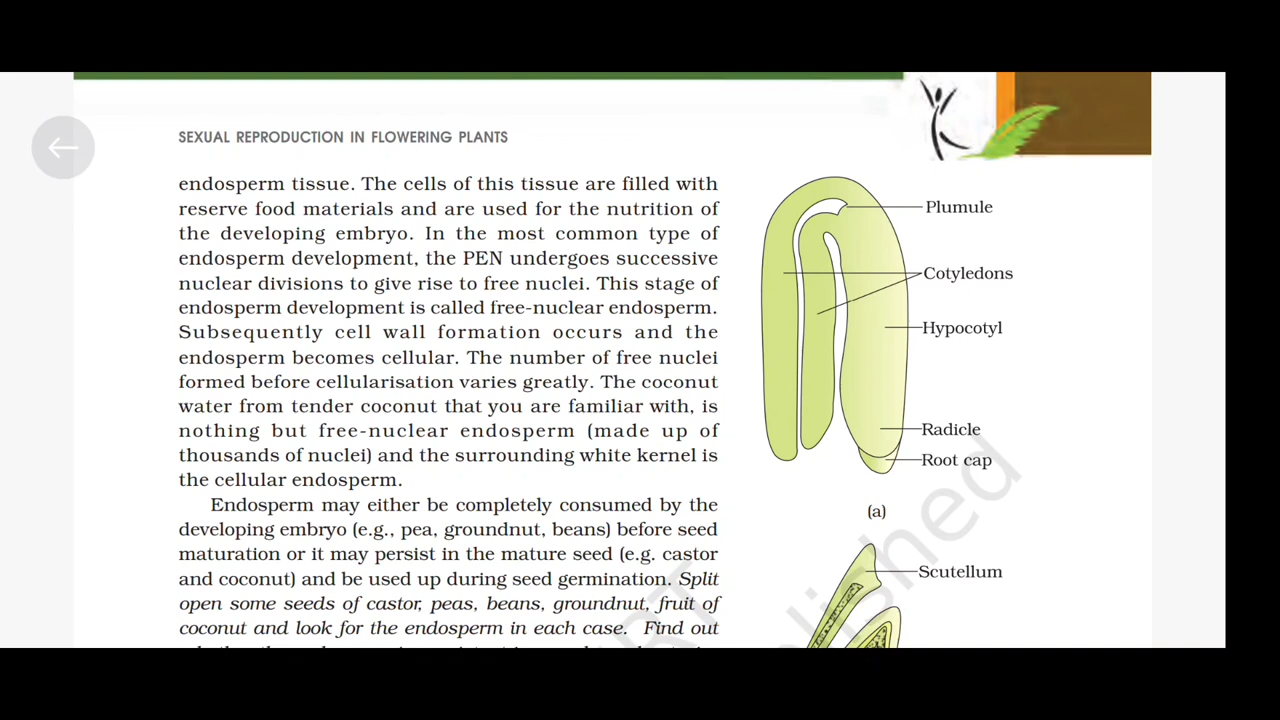 SEXUAL REPRODUCTION IN FLOWERING PLANTS
endosperm tissue. The cells of this tissue are filled with
reserve food materials and are used for the nutrition of
the developing embryo. In the most common type of
endosperm development, the PEN undergoes successive
nuclear divisions to give rise to free nuclei. This stage of
endosperm development is called free-nuclear endosperm.
Subsequently cell wall formation occurs and the
endosperm becomes cellular. The number of free nuclei
formed before cellularisation varies greatly. The coconut
water from tender coconut that you are familiar with, is
nothing but free-nuclear endosperm (made up of
thousands of nuclei) and the surrounding white kernel is
the cellular endosperm.
Endosperm may either be completely consumed by the
developing embryo (e.g., pea, groundnut, beans) before seed
maturation or it may persist in the mature seed (e.g. castor
and coconut) and be used up during seed germination. Split
open some seeds of castor, peas, beans, groundnut, fruit of
coconut and look for the endosperm in each case. Find out
Plumule
Cotyledons
Hypocotyl
Radicle
Root cap
(a)
Scutellum